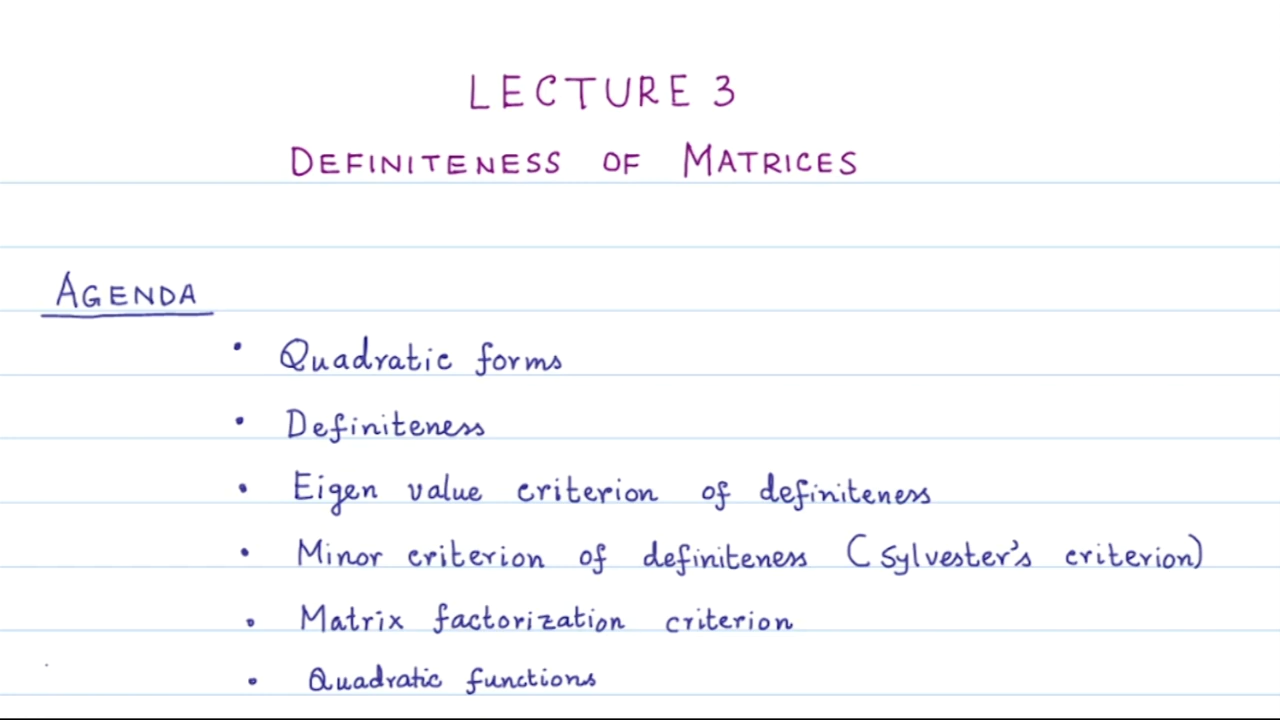 LECTURE 3
DEFINITENESS OF MATRICES
AGENDA
• Quadratic forms
• Definiteness
• Eigen value criterion of definiteness
• Minor criterion of definiteness (Sylvester's criterion)
• Matrix factorization criterion
• Quadratic functions